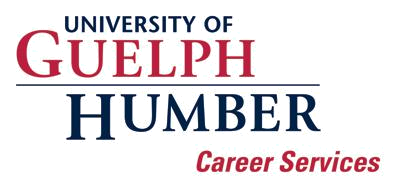 UNIVERSITY OF
GUELPH
HUMBER
Career Services